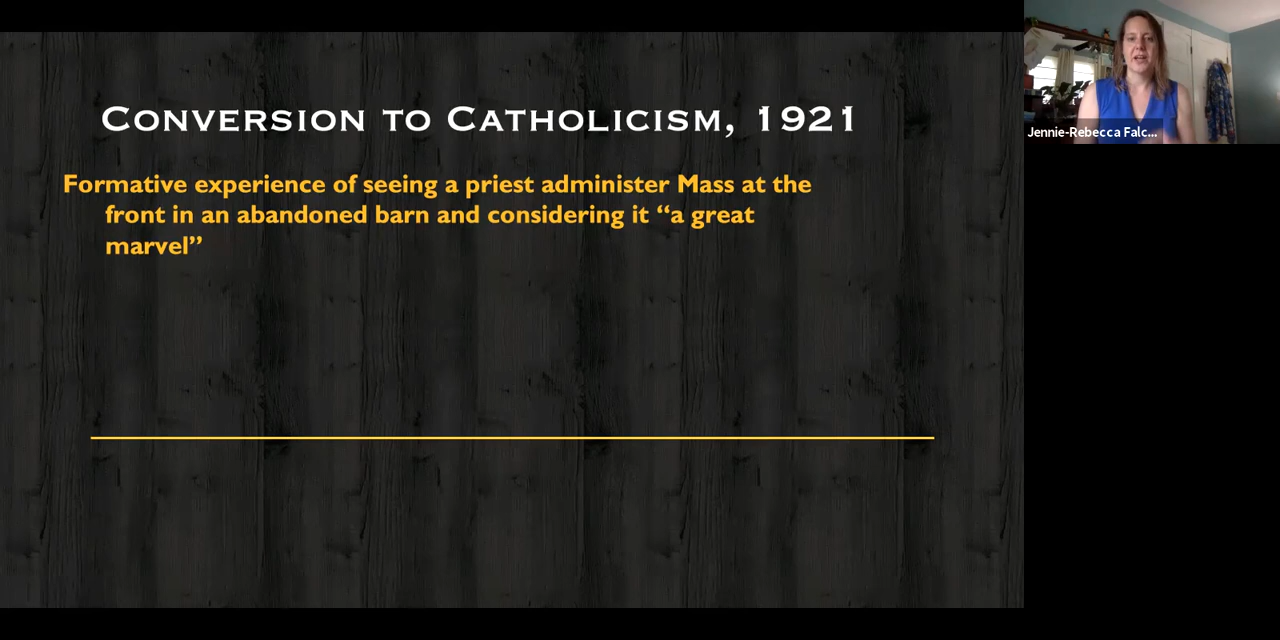 Conversion to Catholicism, 1921
Formative experience of seeing a priest administer Mass at the
front in an abandoned barn and considering it “a great
marvel”
Jennie-Rebecca Falc...